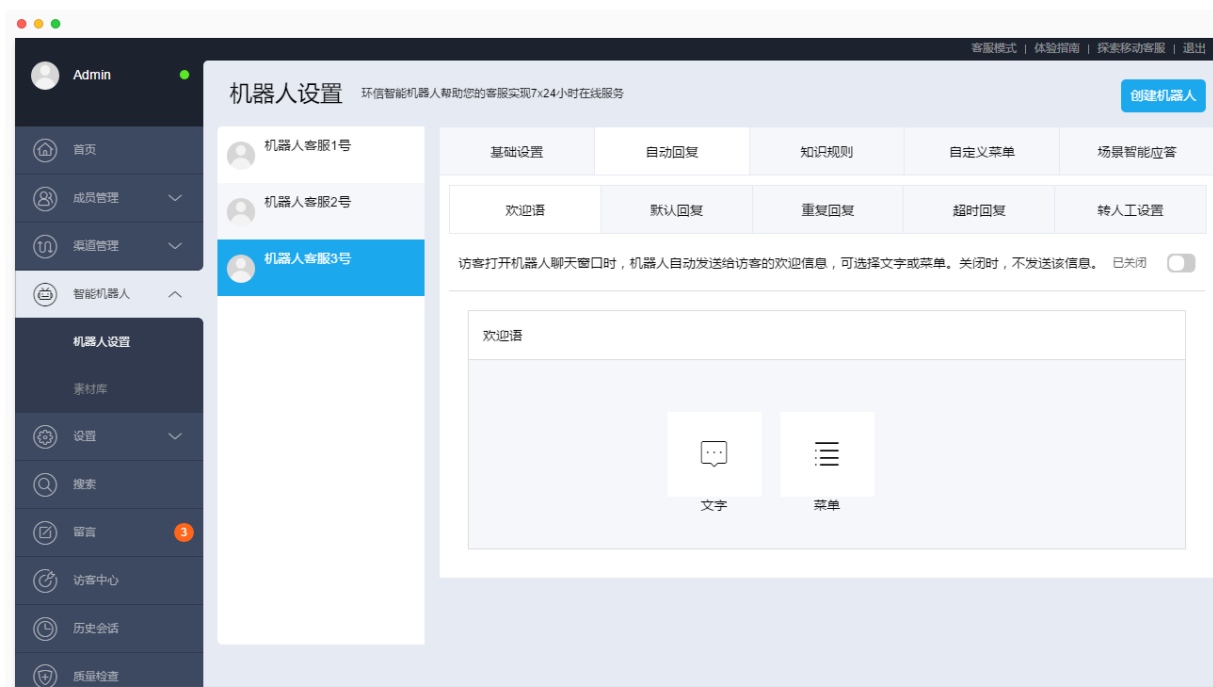 客服模式 | 体验指南 | 探索移动客服 | 退出
Admin
机器人设置 环信智能机器人帮助您的客服实现7x24小时在线服务 创建机器人
首页
成员管理
渠道管理
智能机器人
机器人设置
素材库
设置
搜索
留言 3
访客中心
历史会话
质量检查
机器人客服1号
机器人客服2号
机器人客服3号
基础设置 自动回复 知识规则 自定义菜单 场景智能应答
欢迎语 默认回复 重复回复 超时回复 转人工设置
访客打开机器人聊天窗口时，机器人自动发送给访客的欢迎信息，可选择文字或菜单。关闭时，不发送该信息。 已关闭
欢迎语
文字 菜单